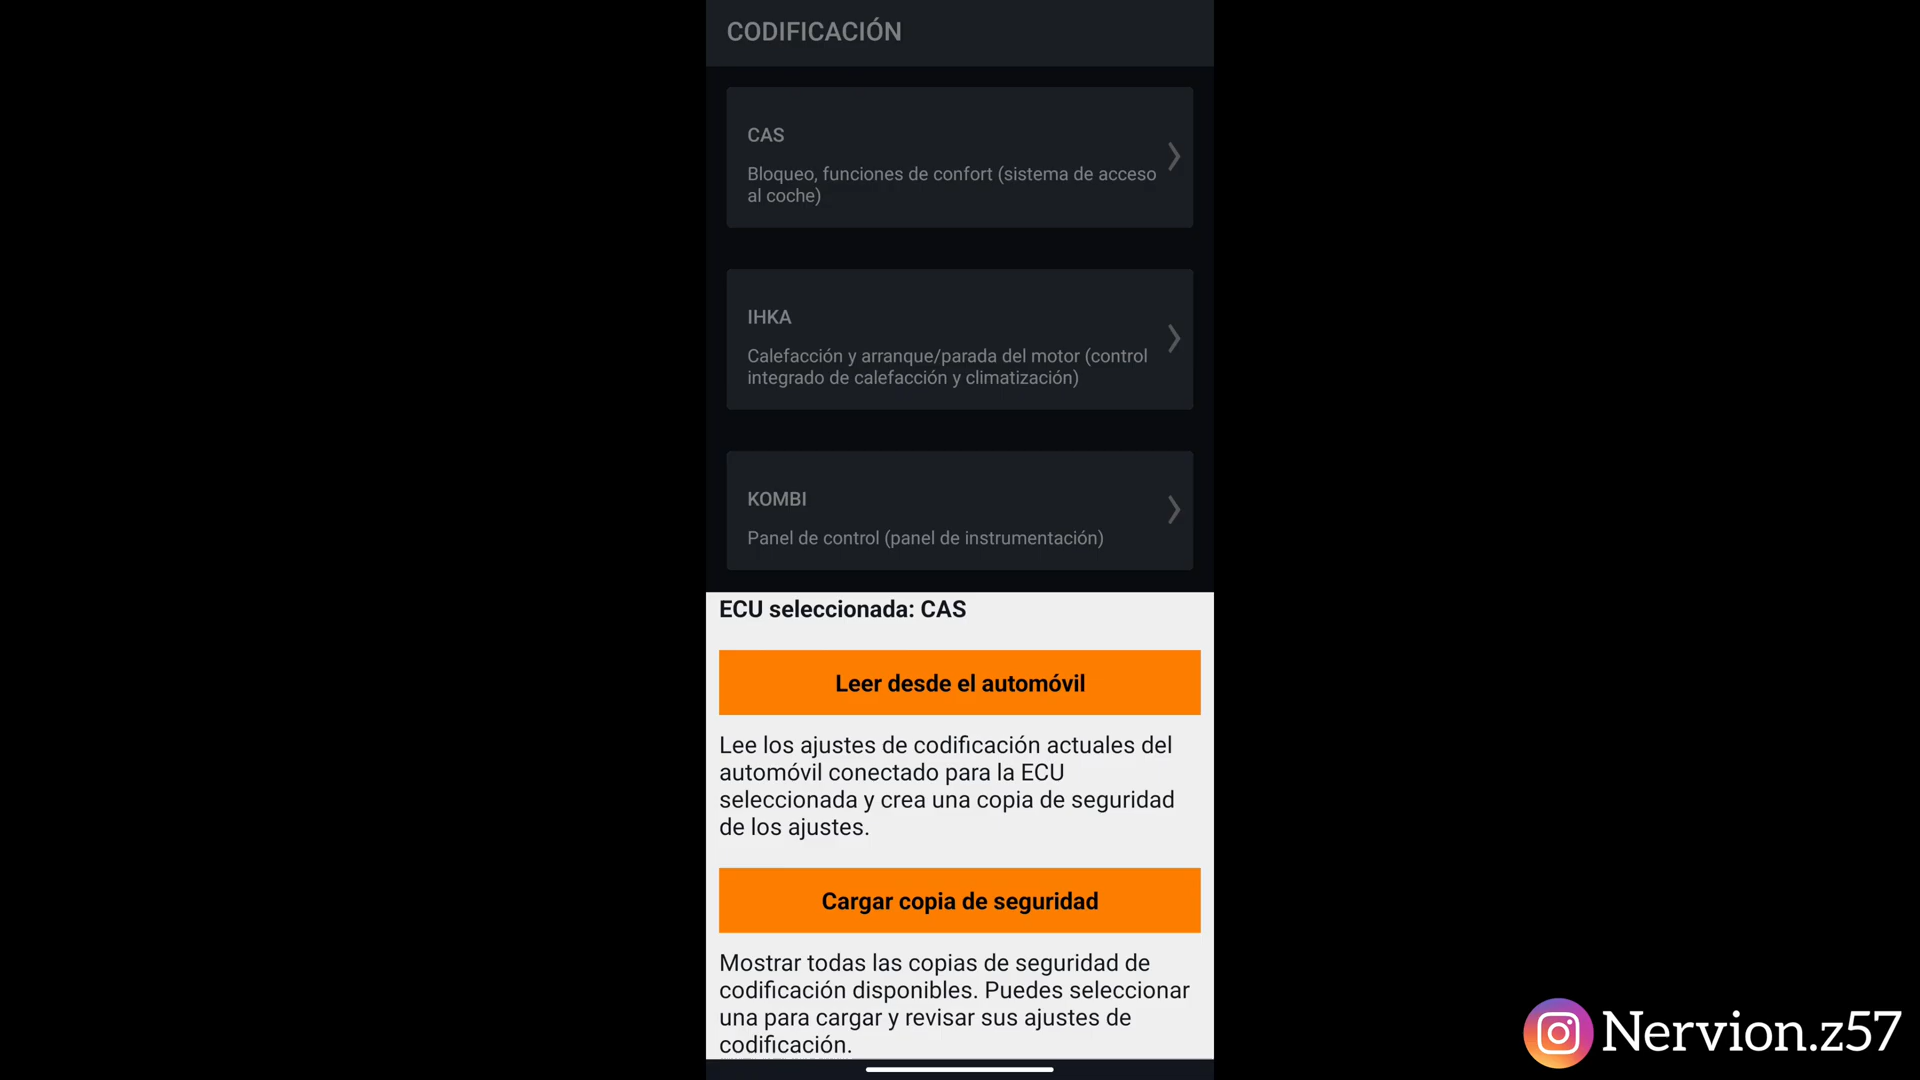 CODIFICACIÓN
CAS
Bloqueo, funciones de confort (sistema de acceso
al coche)
IHKA
Calefacción y arranque/parada del motor (control
integrado de calefacción y climatización)
KOMBI
Panel de control (panel de instrumentación)
ECU seleccionada: CAS
Leer desde el automóvil
Lee los ajustes de codificación actuales del
automóvil conectado para la ECU
seleccionada y crea una copia de seguridad
de los ajustes.
Cargar copia de seguridad
Mostrar todas las copias de seguridad de
codificación disponibles. Puedes seleccionar
una para cargar y revisar sus ajustes de
codificación.
Nervion.z57